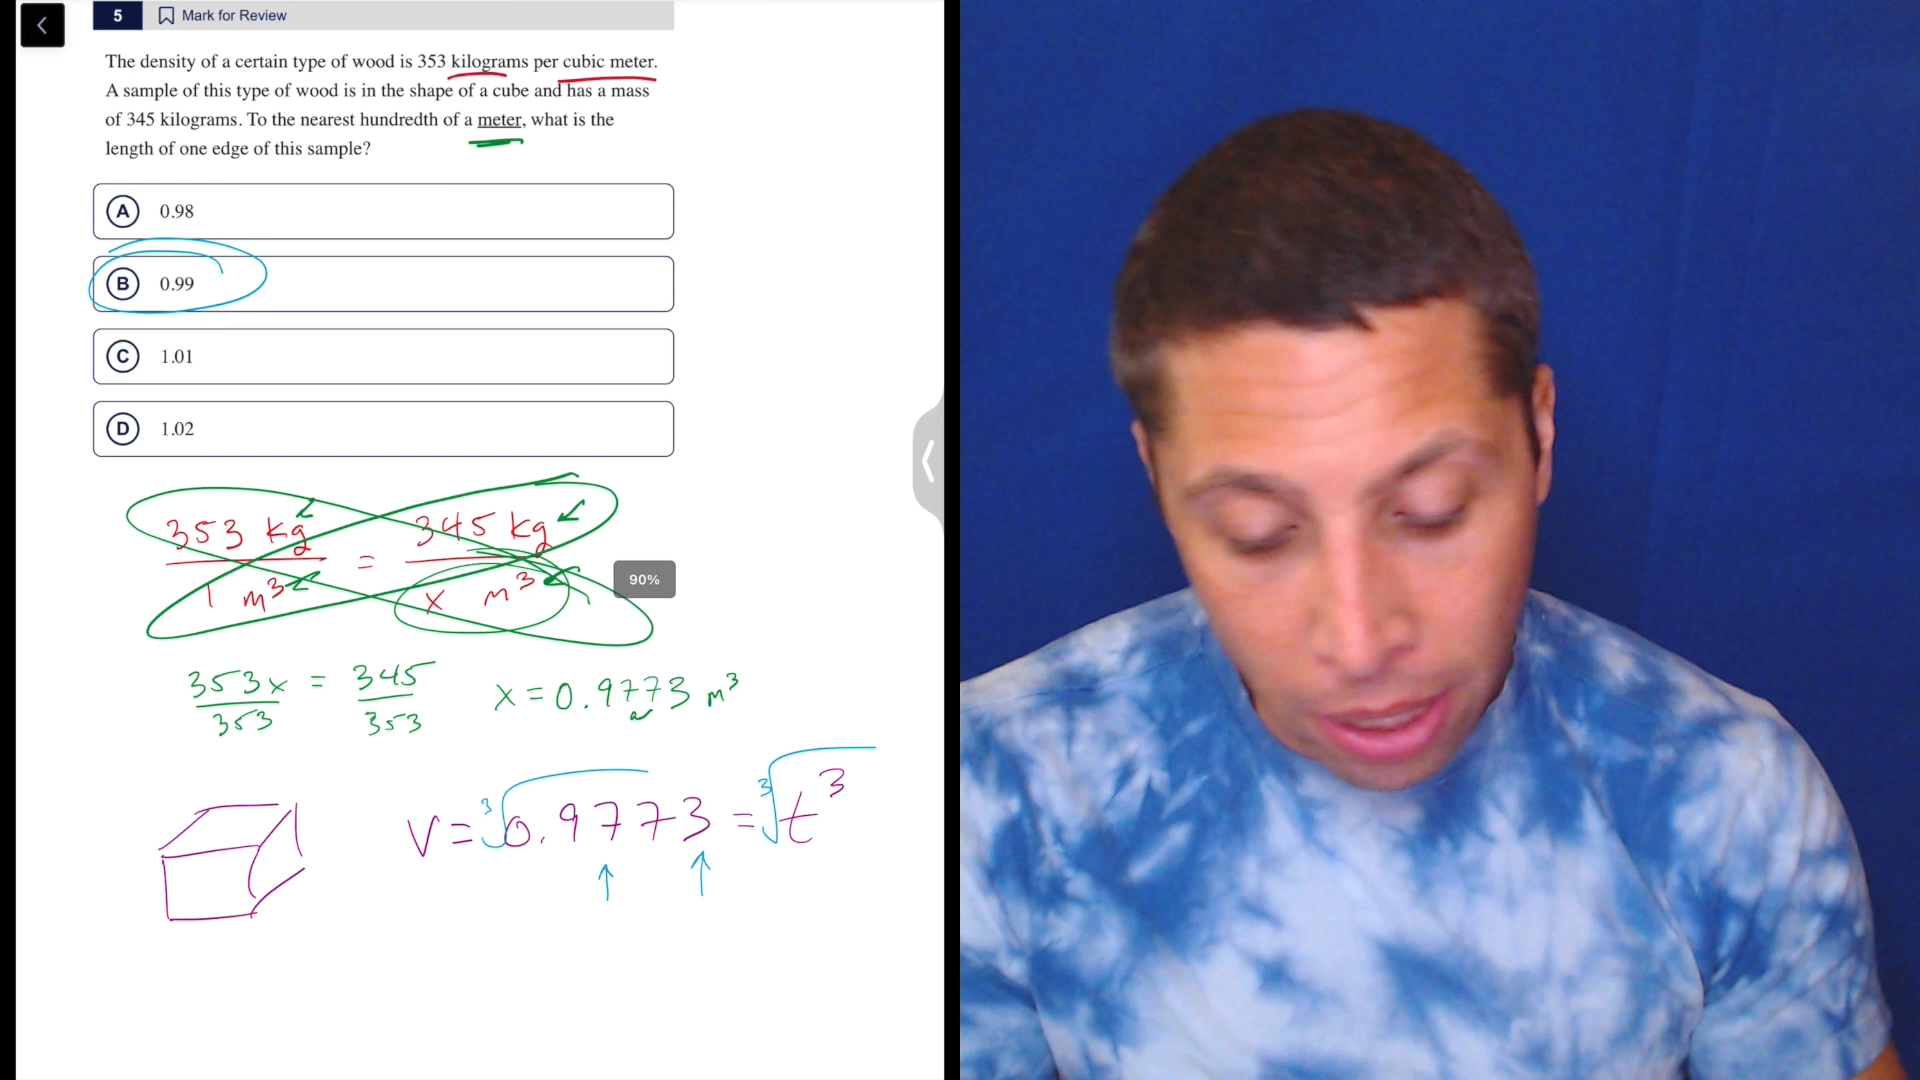 5 Mark for Review
The density of a certain type of wood is 353 kilograms per cubic meter.
A sample of this type of wood is in the shape of a cube and has a mass
of 345 kilograms. To the nearest hundredth of a meter, what is the
length of one edge of this sample?
A 0.98
B 0.99
C 1.01
D 1.02
353 kg = 345 kg
1 m³ x m³
90%
353x = 345
353 353
x = 0.9773 m³
V = ³√0.9773 = ³√t³